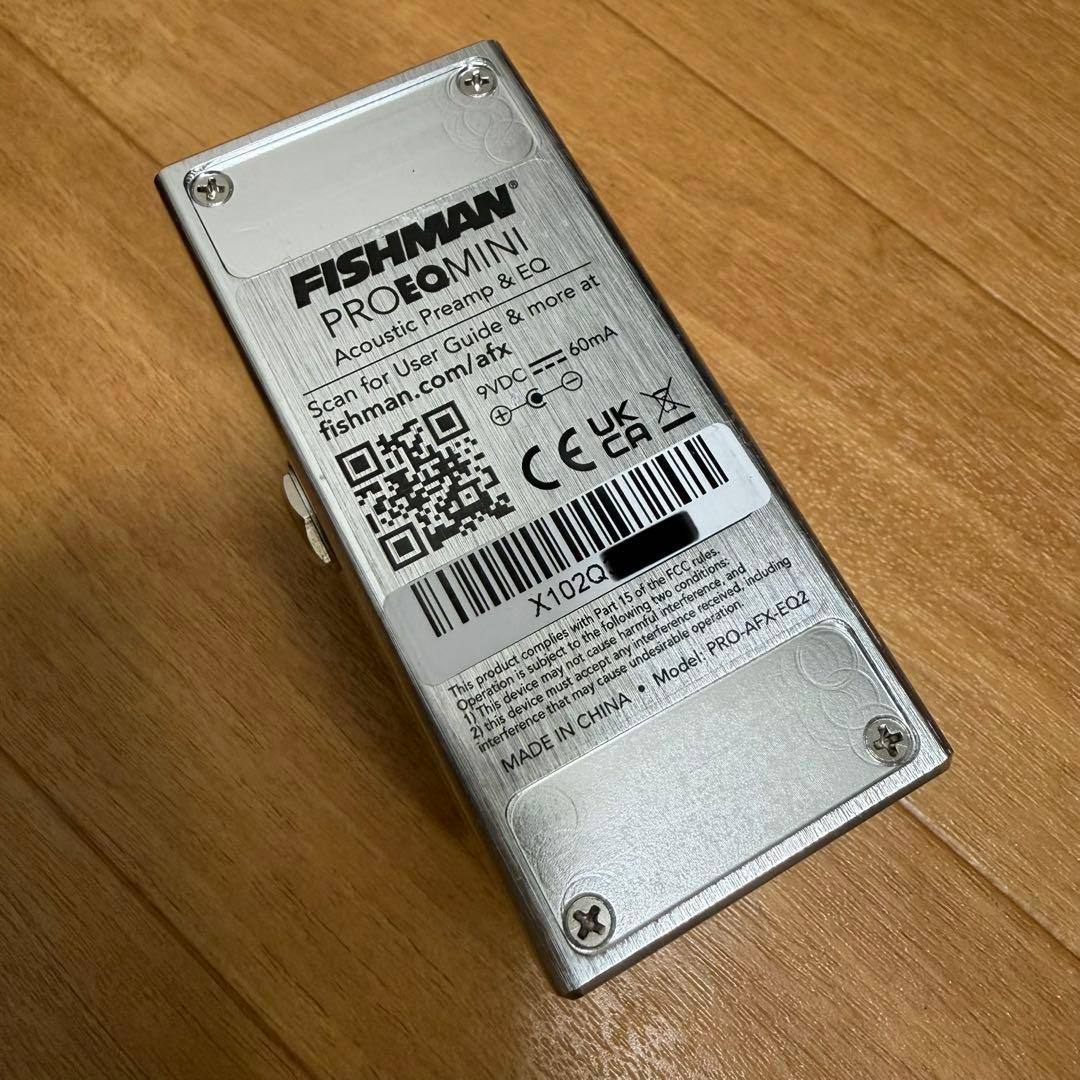 FISHMAN®
PROEQMINI
Acoustic Preamp & EQ
Scan for User Guide & more at
fishman.com/afx
9VDC 60mA
CE UK CA
X102Q
This product complies with Part 15 of the FCC rules.
Operation is subject to the following two conditions:
1) This device may not cause harmful interference, and
2) this device must accept any interference received, including
interference that may cause undesirable operation.
MADE IN CHINA • Model: PRO-AFX-EQ2